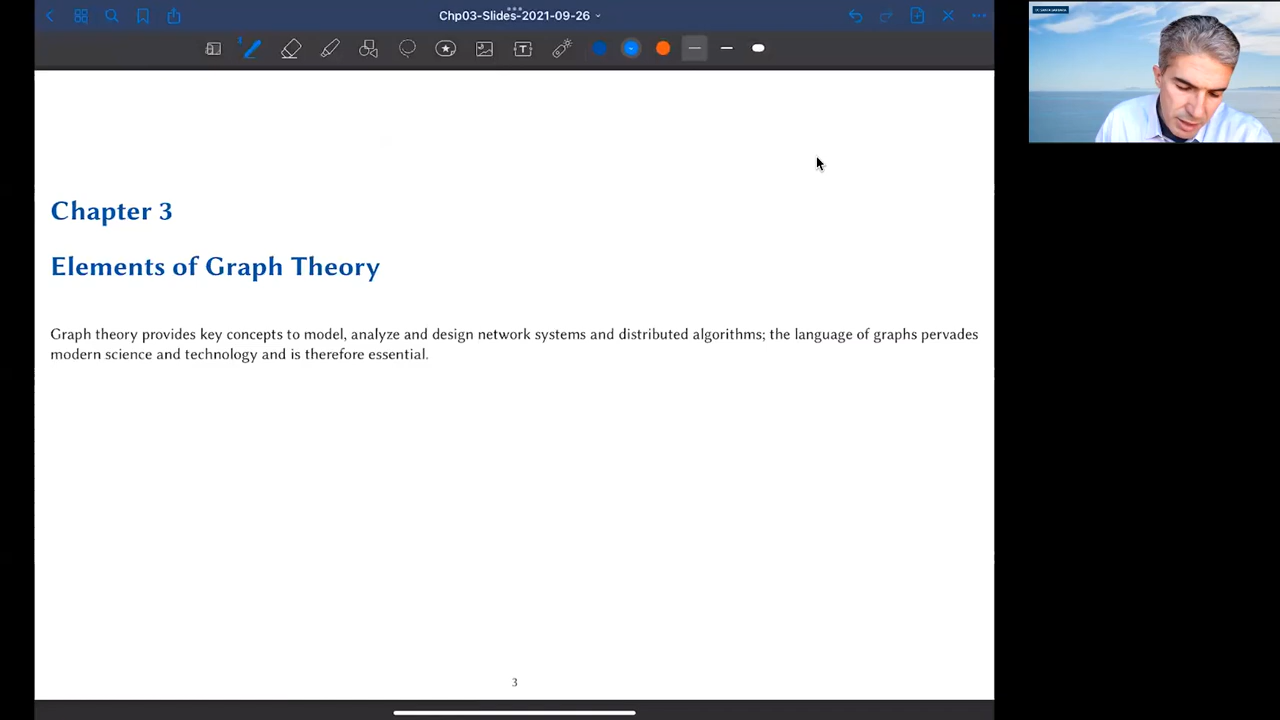 Chp03-Slides-2021-09-26
Chapter 3
Elements of Graph Theory
Graph theory provides key concepts to model, analyze and design network systems and distributed algorithms; the language of graphs pervades
modern science and technology and is therefore essential.
3